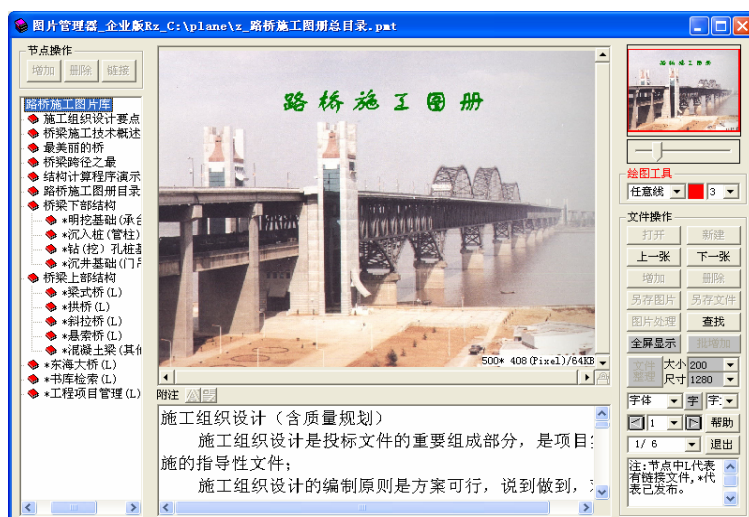 图片管理器_企业版Rz_C:\plane\z_路桥施工图册总目录.pmt
节点操作
增加 删除 链接
路桥施工图片库
施工组织设计要点
桥梁施工技术概述
最美丽的桥
桥梁跨径之最
结构计算程序演示
路桥施工图册目录
桥梁下部结构
*明挖基础(承台
*沉入桩(管柱)
*钻(挖)孔桩基
*沉井基础(门吊
桥梁上部结构
*梁式桥(L)
*拱桥(L)
*斜拉桥(L)
*悬索桥(L)
*混凝土梁(其他
*东海大桥(L)
*书库检索(L)
*工程项目管理(L)
路桥施工图册
500* 408(Pixel)/64KB
附注
施工组织设计（含质量规划）
施工组织设计是投标文件的重要组成部分，是项目实
施的指导性文件；
施工组织设计的编制原则是方案可行，说到做到，
路桥施工图册
绘图工具
任意线 3
文件操作
打开 新建
上一张 下一张
增加 删除
另存图片 另存文件
图片处理 查找
全屏显示 批增加
文件整理 大小 200
尺寸 1280
字体 字 字:
1 帮助
1/ 6 退出
注:节点中L代表
有链接文件,*代
表已发布。